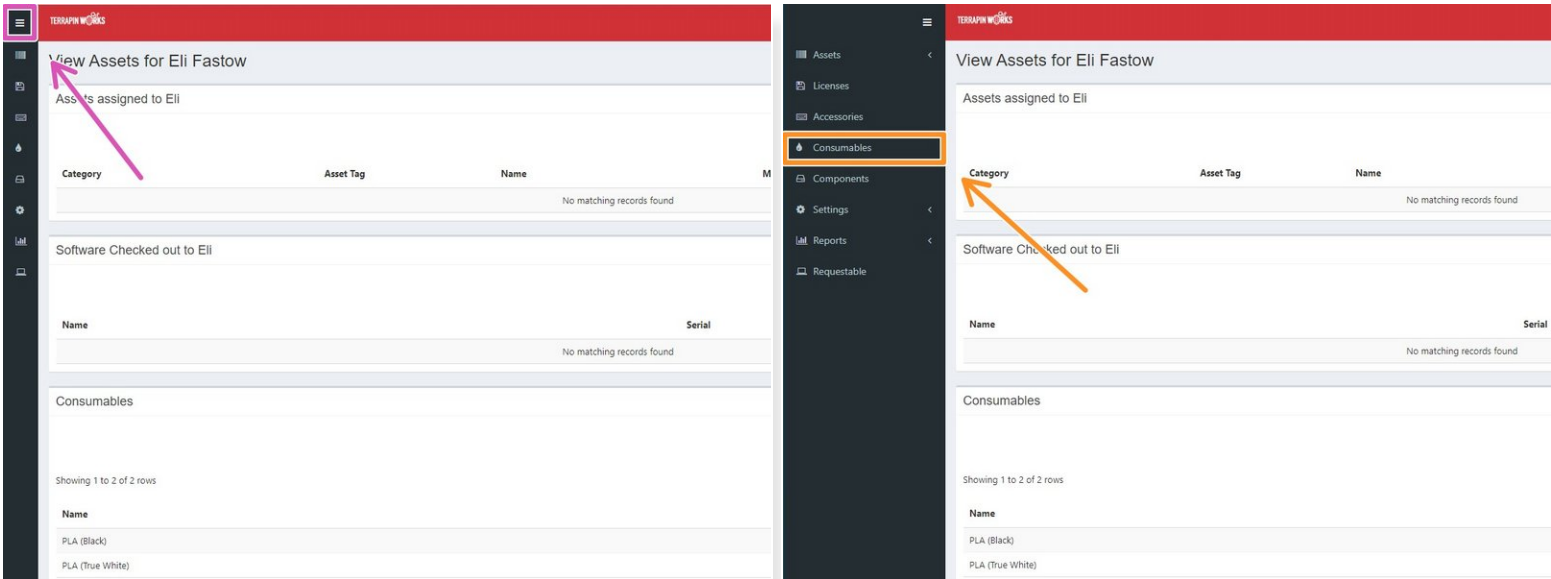 TERRAPIN WORKS
View Assets for Eli Fastow
Assets assigned to Eli
Category Asset Tag Name M
No matching records found
Software Checked out to Eli
Name Serial
No matching records found
Consumables
Showing 1 to 2 of 2 rows
Name
PLA (Black)
PLA (True White)
TERRAPIN WORKS
Assets
Licenses
Accessories
Consumables
Components
Settings
Reports
Requestable
View Assets for Eli Fastow
Assets assigned to Eli
Category Asset Tag Name
No matching records found
Software Checked out to Eli
Name Serial
No matching records found
Consumables
Showing 1 to 2 of 2 rows
Name
PLA (Black)
PLA (True White)